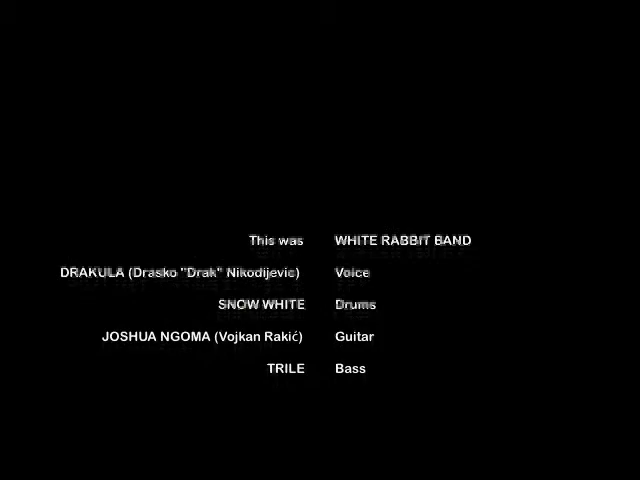 This was WHITE RABBIT BAND
DRAKULA (Drasko "Drak" Nikodijevic) Voice
SNOW WHITE Drums
JOSHUA NGOMA (Vojkan Rakić) Guitar
TRILE Bass